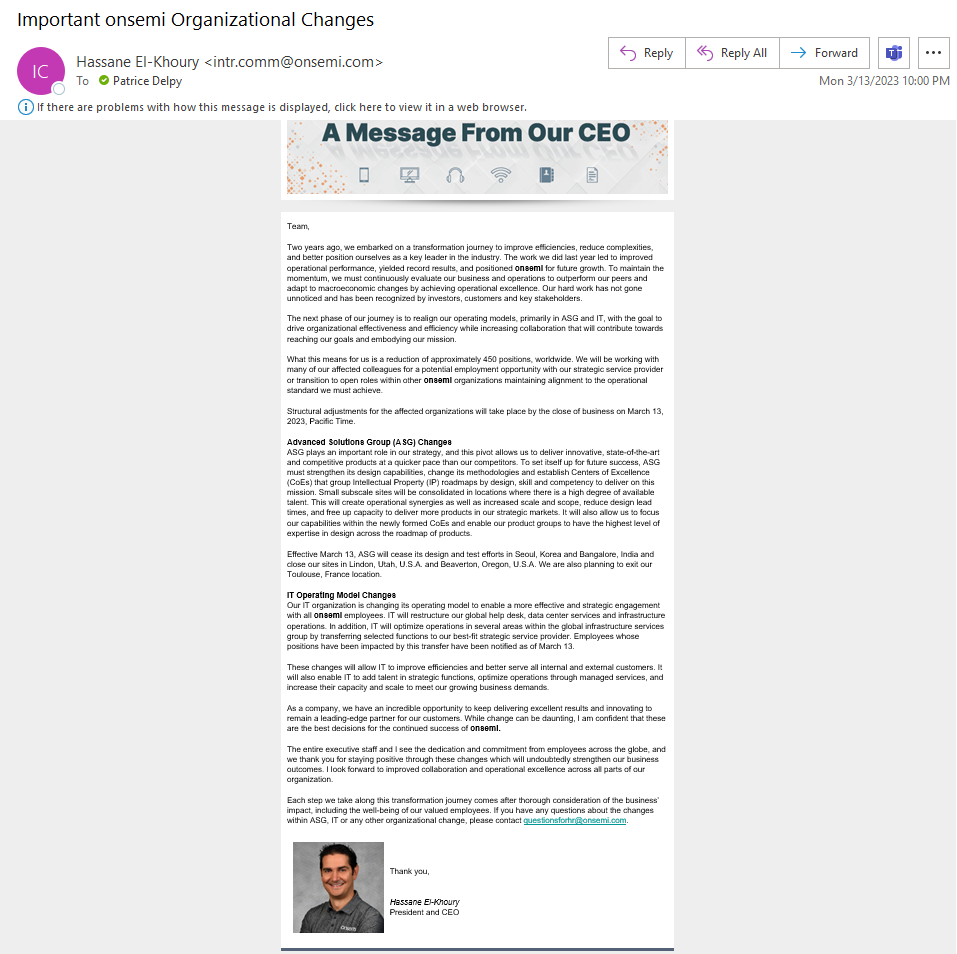 Important onsemi Organizational Changes
IC
Hassane El-Khoury <intr.comm@onsemi.com>
To Patrice Delpy
Reply
Reply All
Forward
Mon 3/13/2023 10:00 PM
If there are problems with how this message is displayed, click here to view it in a web browser.
A Message From Our CEO
Team,
Two years ago, we embarked on a transformation journey to improve efficiencies, reduce complexities,
and better position ourselves as a key leader in the industry. The work we did last year led to improved
operational performance, yielded record results, and positioned onsemi for future growth. To maintain the
momentum, we must continuously evaluate our business and operations to outperform our peers and
adapt to macroeconomic changes by achieving operational excellence. Our hard work has not gone
unnoticed and has been recognized by investors, customers and key stakeholders.
The next phase of our journey is to realign our operating models, primarily in ASG and IT, with the goal to
drive organizational effectiveness and efficiency while increasing collaboration that will contribute towards
reaching our goals and embodying our mission.
What this means for us is a reduction of approximately 450 positions, worldwide. We will be working with
many of our affected colleagues for a potential employment opportunity with our strategic service provider
or transition to open roles within other onsemi organizations maintaining alignment to the operational
standard we must achieve.
Structural adjustments for the affected organizations will take place by the close of business on March 13,
2023, Pacific Time.
Advanced Solutions Group (ASG) Changes
ASG plays an important role in our strategy, and this pivot allows us to deliver innovative, state-of-the-art
and competitive products at a quicker pace than our competitors. To set itself up for future success, ASG
must strengthen its design capabilities, change its methodologies and establish Centers of Excellence
(CoEs) that group Intellectual Property (IP) roadmaps by design, skill and competency to deliver on this
mission. Small subscale sites will be consolidated in locations where there is a high degree of available
talent. This will create operational synergies as well as increased scale and scope, reduce design lead
times, and free up capacity to deliver more products in our strategic markets. It will also allow us to focus
our capabilities within the newly formed CoEs and enable our product groups to have the highest level of
expertise in design across the roadmap of products.
Effective March 13, ASG will cease its design and test efforts in Seoul, Korea and Bangalore, India and
close our sites in Lindon, Utah, U.S.A. and Beaverton, Oregon, U.S.A. We are also planning to exit our
Toulouse, France location.
IT Operating Model Changes
Our IT organization is changing its operating model to enable a more effective and strategic engagement
with all onsemi employees. IT will restructure our global help desk, data center services and infrastructure
operations. In addition, IT will optimize operations in several areas within the global infrastructure services
group by transferring selected functions to our best-fit strategic service provider. Employees whose
positions have been impacted by this transfer have been notified as of March 13.
These changes will allow IT to improve efficiencies and better serve all internal and external customers. It
will also enable IT to add talent in strategic functions, optimize operations through managed services, and
increase their capacity and scale to meet our growing business demands.
As a company, we have an incredible opportunity to keep delivering excellent results and innovating to
remain a leading-edge partner for our customers. While change can be daunting, I am confident that these
are the best decisions for the continued success of onsemi.
The entire executive staff and I see the dedication and commitment from employees across the globe, and
we thank you for staying positive through these changes which will undoubtedly strengthen our business
outcomes. I look forward to improved collaboration and operational excellence across all parts of our
organization.
Each step we take along this transformation journey comes after thorough consideration of the business'
impact, including the well-being of our valued employees. If you have any questions about the changes
within ASG, IT or any other organizational change, please contact questionsforhr@onsemi.com.
Thank you,
Hassane El-Khoury
President and CEO
onsemi